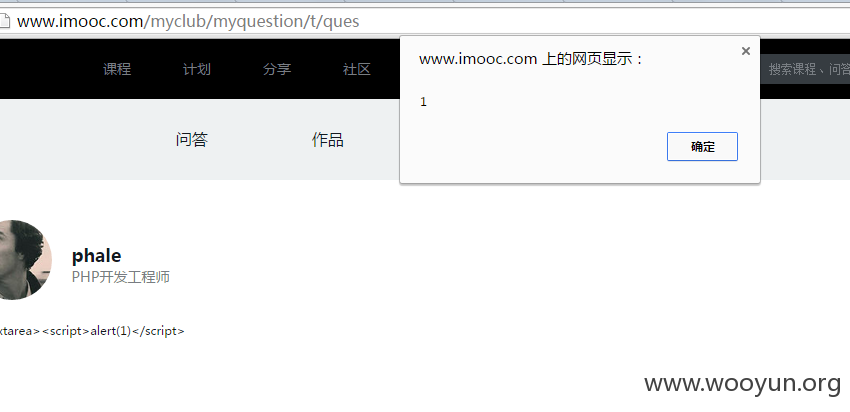 www.imooc.com/myclub/myquestion/t/ques
www.imooc.com 上的网页显示：
1
确定
课程 计划 分享 社区
搜索课程、问答
问答 作品
phale
PHP开发工程师
xtarea><script>alert(1)</script>
www.wooyun.org